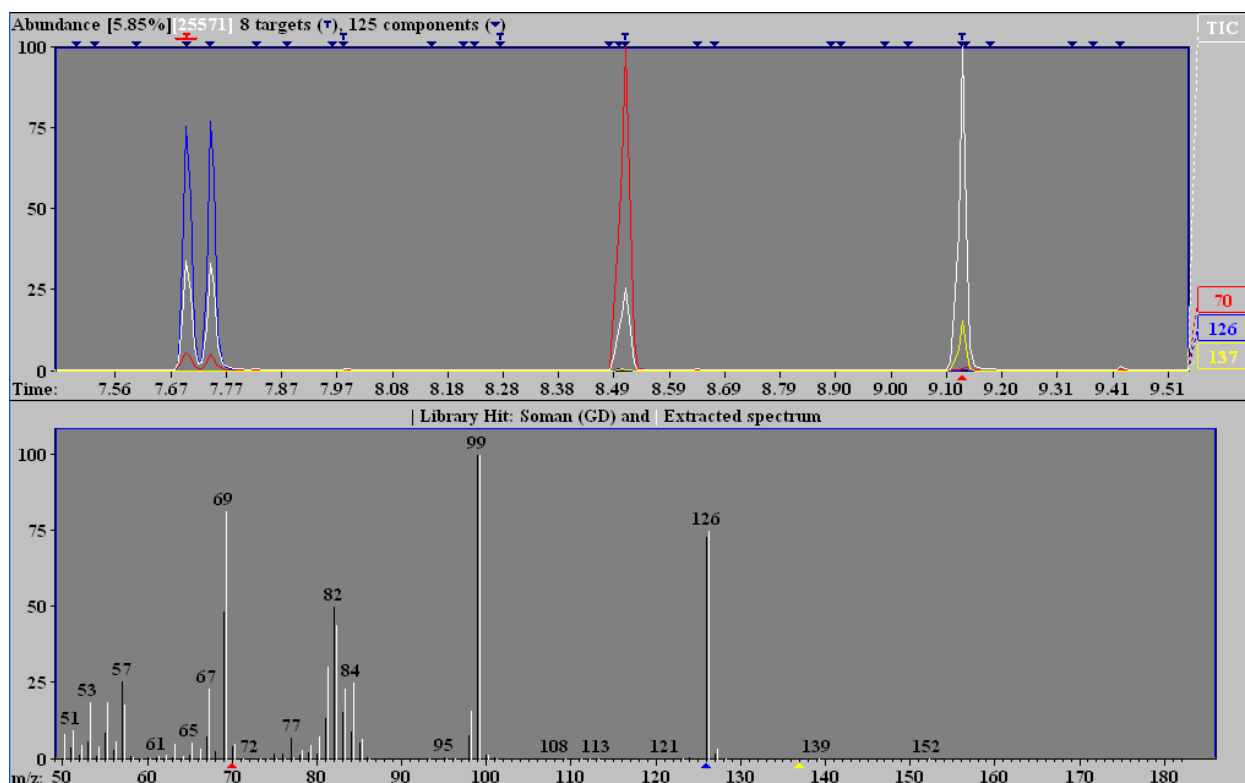 Abundance [5.85%][25571] 8 targets (T), 125 components (▼)
TIC
100
75
50
25
0
70
126
137
Time: 7.56 7.67 7.77 7.87 7.97 8.08 8.18 8.28 8.38 8.49 8.59 8.69 8.79 8.90 9.00 9.10 9.20 9.31 9.41 9.51
| Library Hit: Soman (GD) and | Extracted spectrum
100
75
50
25
0
51 53 57 61 65 67 69 72 77 82 84 95 99 108 113 121 126 139 152
m/z: 50 60 70 80 90 100 110 120 130 140 150 160 170 180